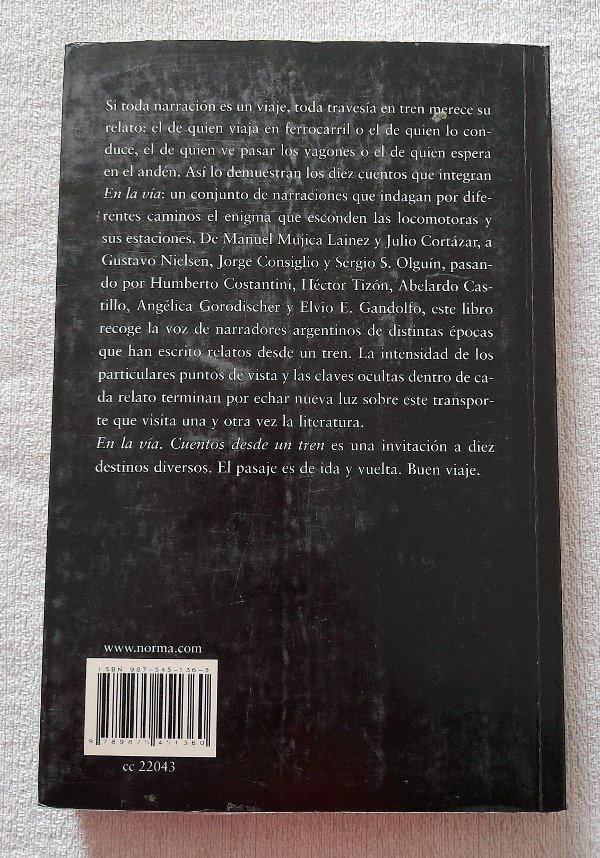 Si toda narración es un viaje, toda travesía en tren merece su
relato: el de quien viaja en ferrocarril o el de quien lo con-
duce, el de quien ve pasar los vagones o el de quien espera
en el andén. Así lo demuestran los diez cuentos que integran
En la vía: un conjunto de narraciones que indagan por dife-
rentes caminos el enigma que esconden las locomotoras y
sus estaciones. De Manuel Mujica Lainez y Julio Cortázar, a
Gustavo Nielsen, Jorge Consiglio y Sergio S. Olguín, pasan-
do por Humberto Costantini, Héctor Tizón, Abelardo Cas-
tillo, Angélica Gorodischer y Elvio E. Gandolfo, este libro
recoge la voz de narradores argentinos de distintas épocas
que han escrito relatos desde un tren. La intensidad de los
particulares puntos de vista y las claves ocultas dentro de ca-
da relato terminan por echar nueva luz sobre este transpor-
te que visita una y otra vez la literatura.
En la vía. Cuentos desde un tren es una invitación a diez
destinos diversos. El pasaje es de ida y vuelta. Buen viaje.
www.norma.com
ISBN 987-545-136-3
9 789875 451360
cc 22043